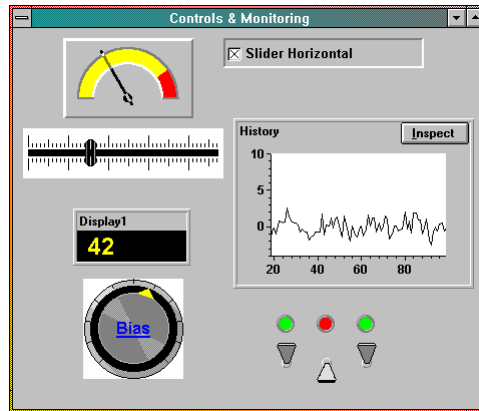 Controls & Monitoring
Slider Horizontal
History
Inspect
10
5
0
20 40 60 80
Display1
42
Bias